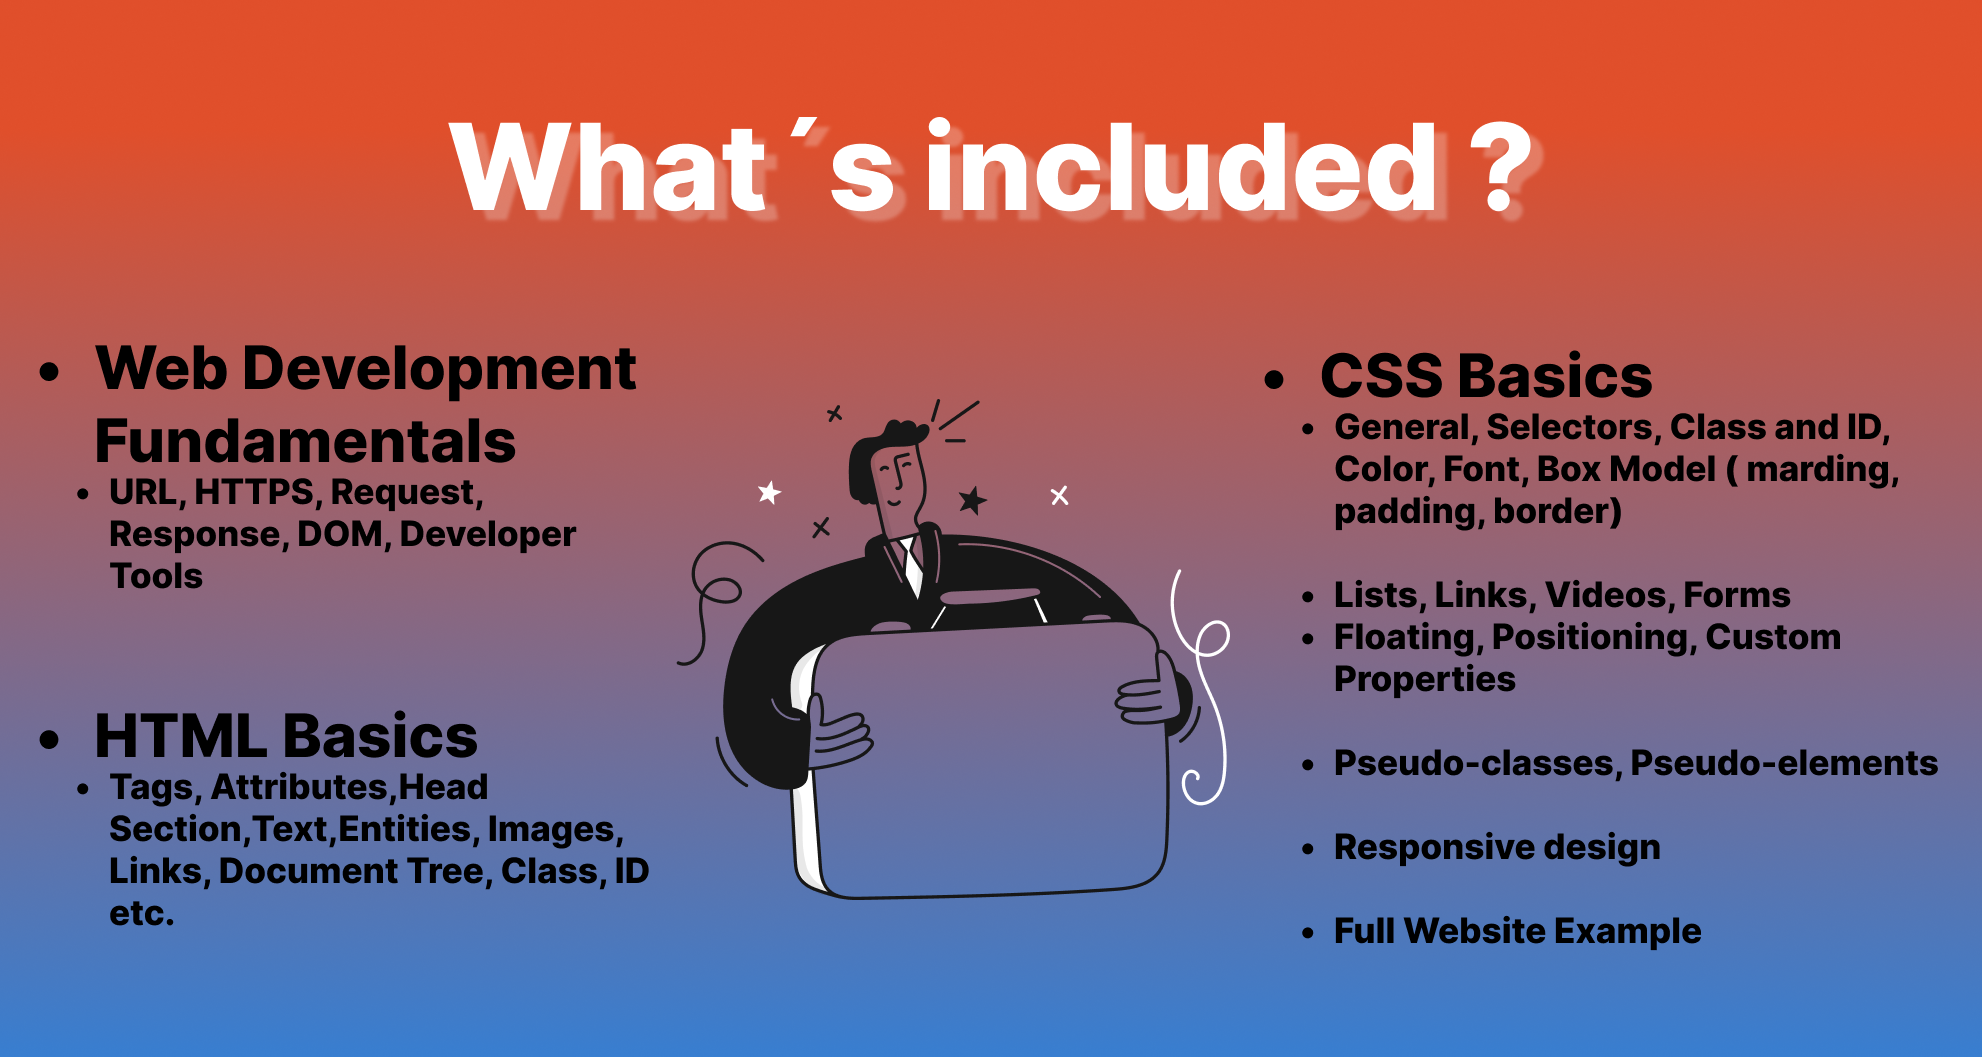 What´s included ?
• Web Development
Fundamentals
• URL, HTTPS, Request,
Response, DOM, Developer
Tools
• HTML Basics
• Tags, Attributes,Head
Section,Text,Entities, Images,
Links, Document Tree, Class, ID
etc.
• CSS Basics
• General, Selectors, Class and ID,
Color, Font, Box Model ( marding,
padding, border)
• Lists, Links, Videos, Forms
• Floating, Positioning, Custom
Properties
• Pseudo-classes, Pseudo-elements
• Responsive design
• Full Website Example